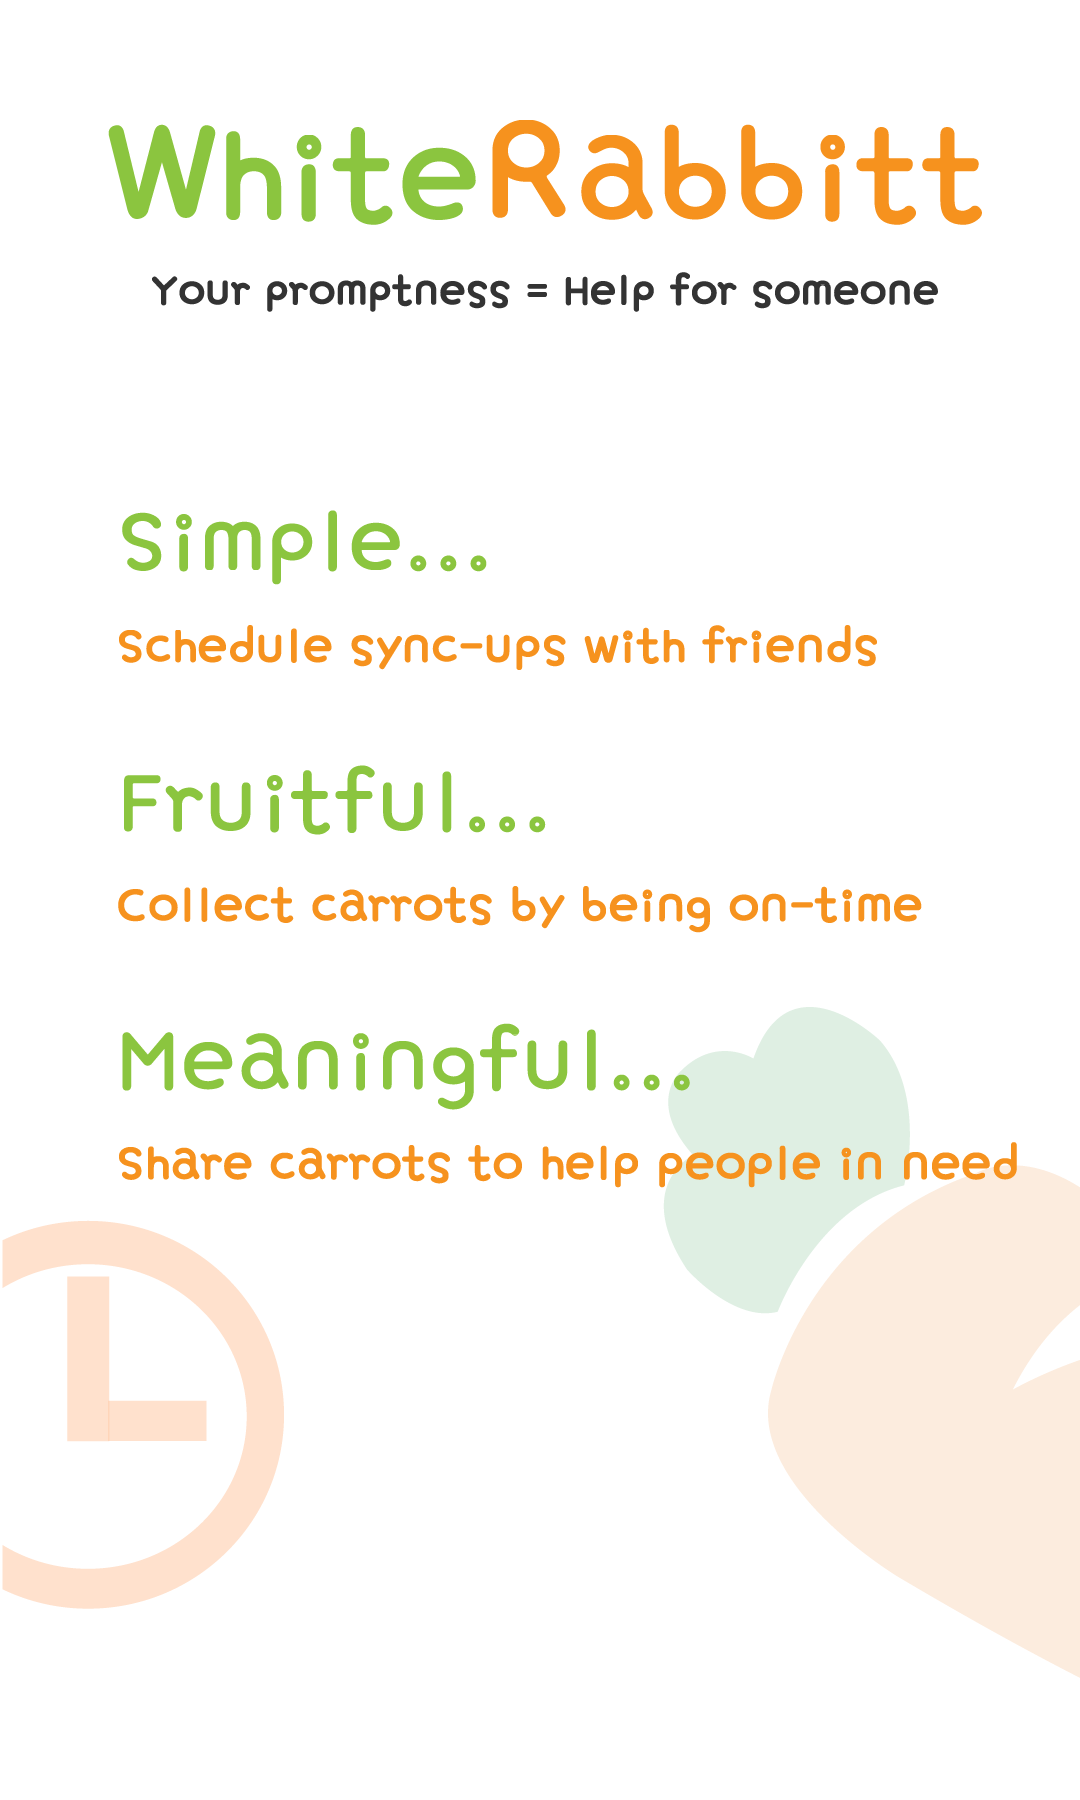 WhiteRabbitt
Your promptness = Help for someone
Simple...
Schedule sync-ups with friends
Fruitful...
Collect carrots by being on-time
Meaningful...
Share carrots to help people in need